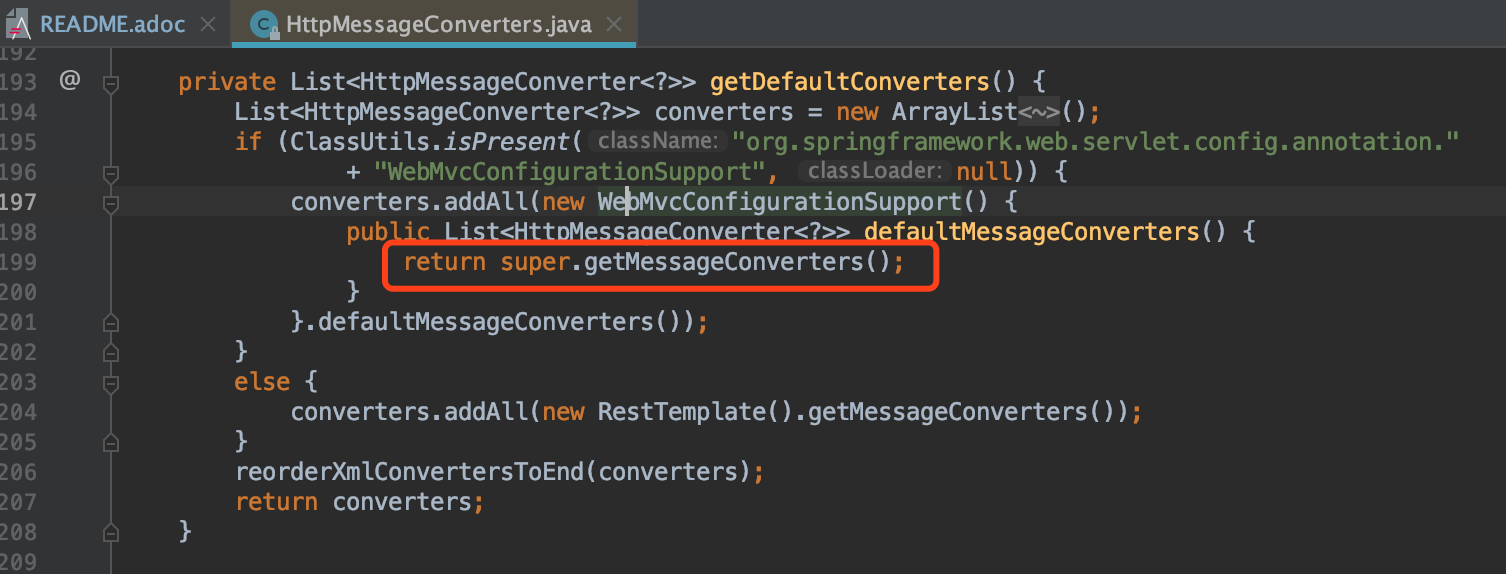 README.adoc HttpMessageConverters.java
192
193 @ private List<HttpMessageConverter<?>> getDefaultConverters() {
194 List<HttpMessageConverter<?>> converters = new ArrayList<~>();
195 if (ClassUtils.isPresent( className: "org.springframework.web.servlet.config.annotation."
196 + "WebMvcConfigurationSupport", classLoader: null)) {
197 converters.addAll(new WebMvcConfigurationSupport() {
198 public List<HttpMessageConverter<?>> defaultMessageConverters() {
199 return super.getMessageConverters();
200 }
201 }.defaultMessageConverters());
202 }
203 else {
204 converters.addAll(new RestTemplate().getMessageConverters());
205 }
206 reorderXmlConvertersToEnd(converters);
207 return converters;
208 }
209